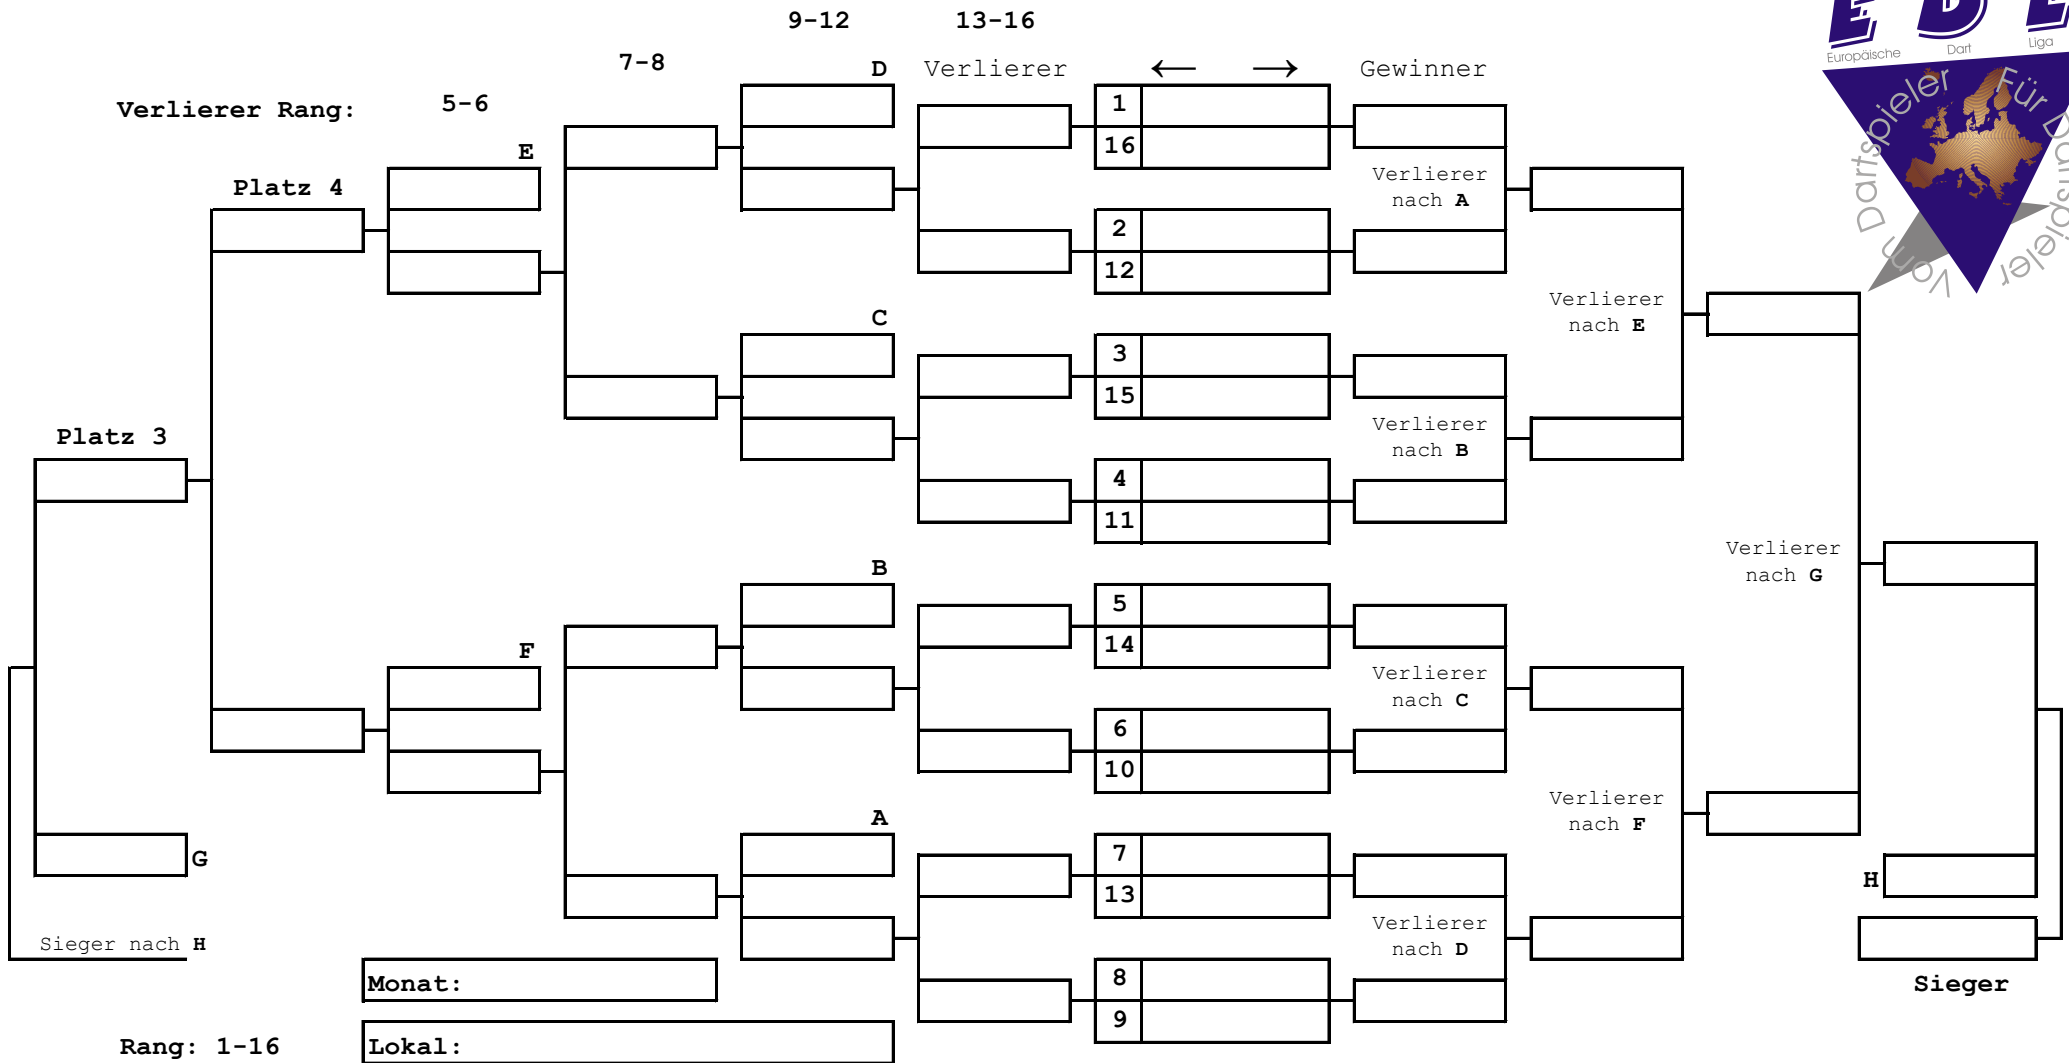 9-12
13-16
E D L
Europäische Dart Liga
Vom Dartspieler Für Dartspieler
7-8
D
Verlierer
← →
Gewinner
Verlierer Rang:
5-6
1
16
E
Verlierer
nach A
Platz 4
2
12
Verlierer
nach E
C
3
15
Verlierer
nach B
Platz 3
4
11
Verlierer
nach G
B
5
14
F
Verlierer
nach C
6
10
Verlierer
nach F
A
7
13
G
H
Verlierer
nach D
Sieger nach H
8
9
Monat:
Sieger
Rang: 1-16
Lokal: